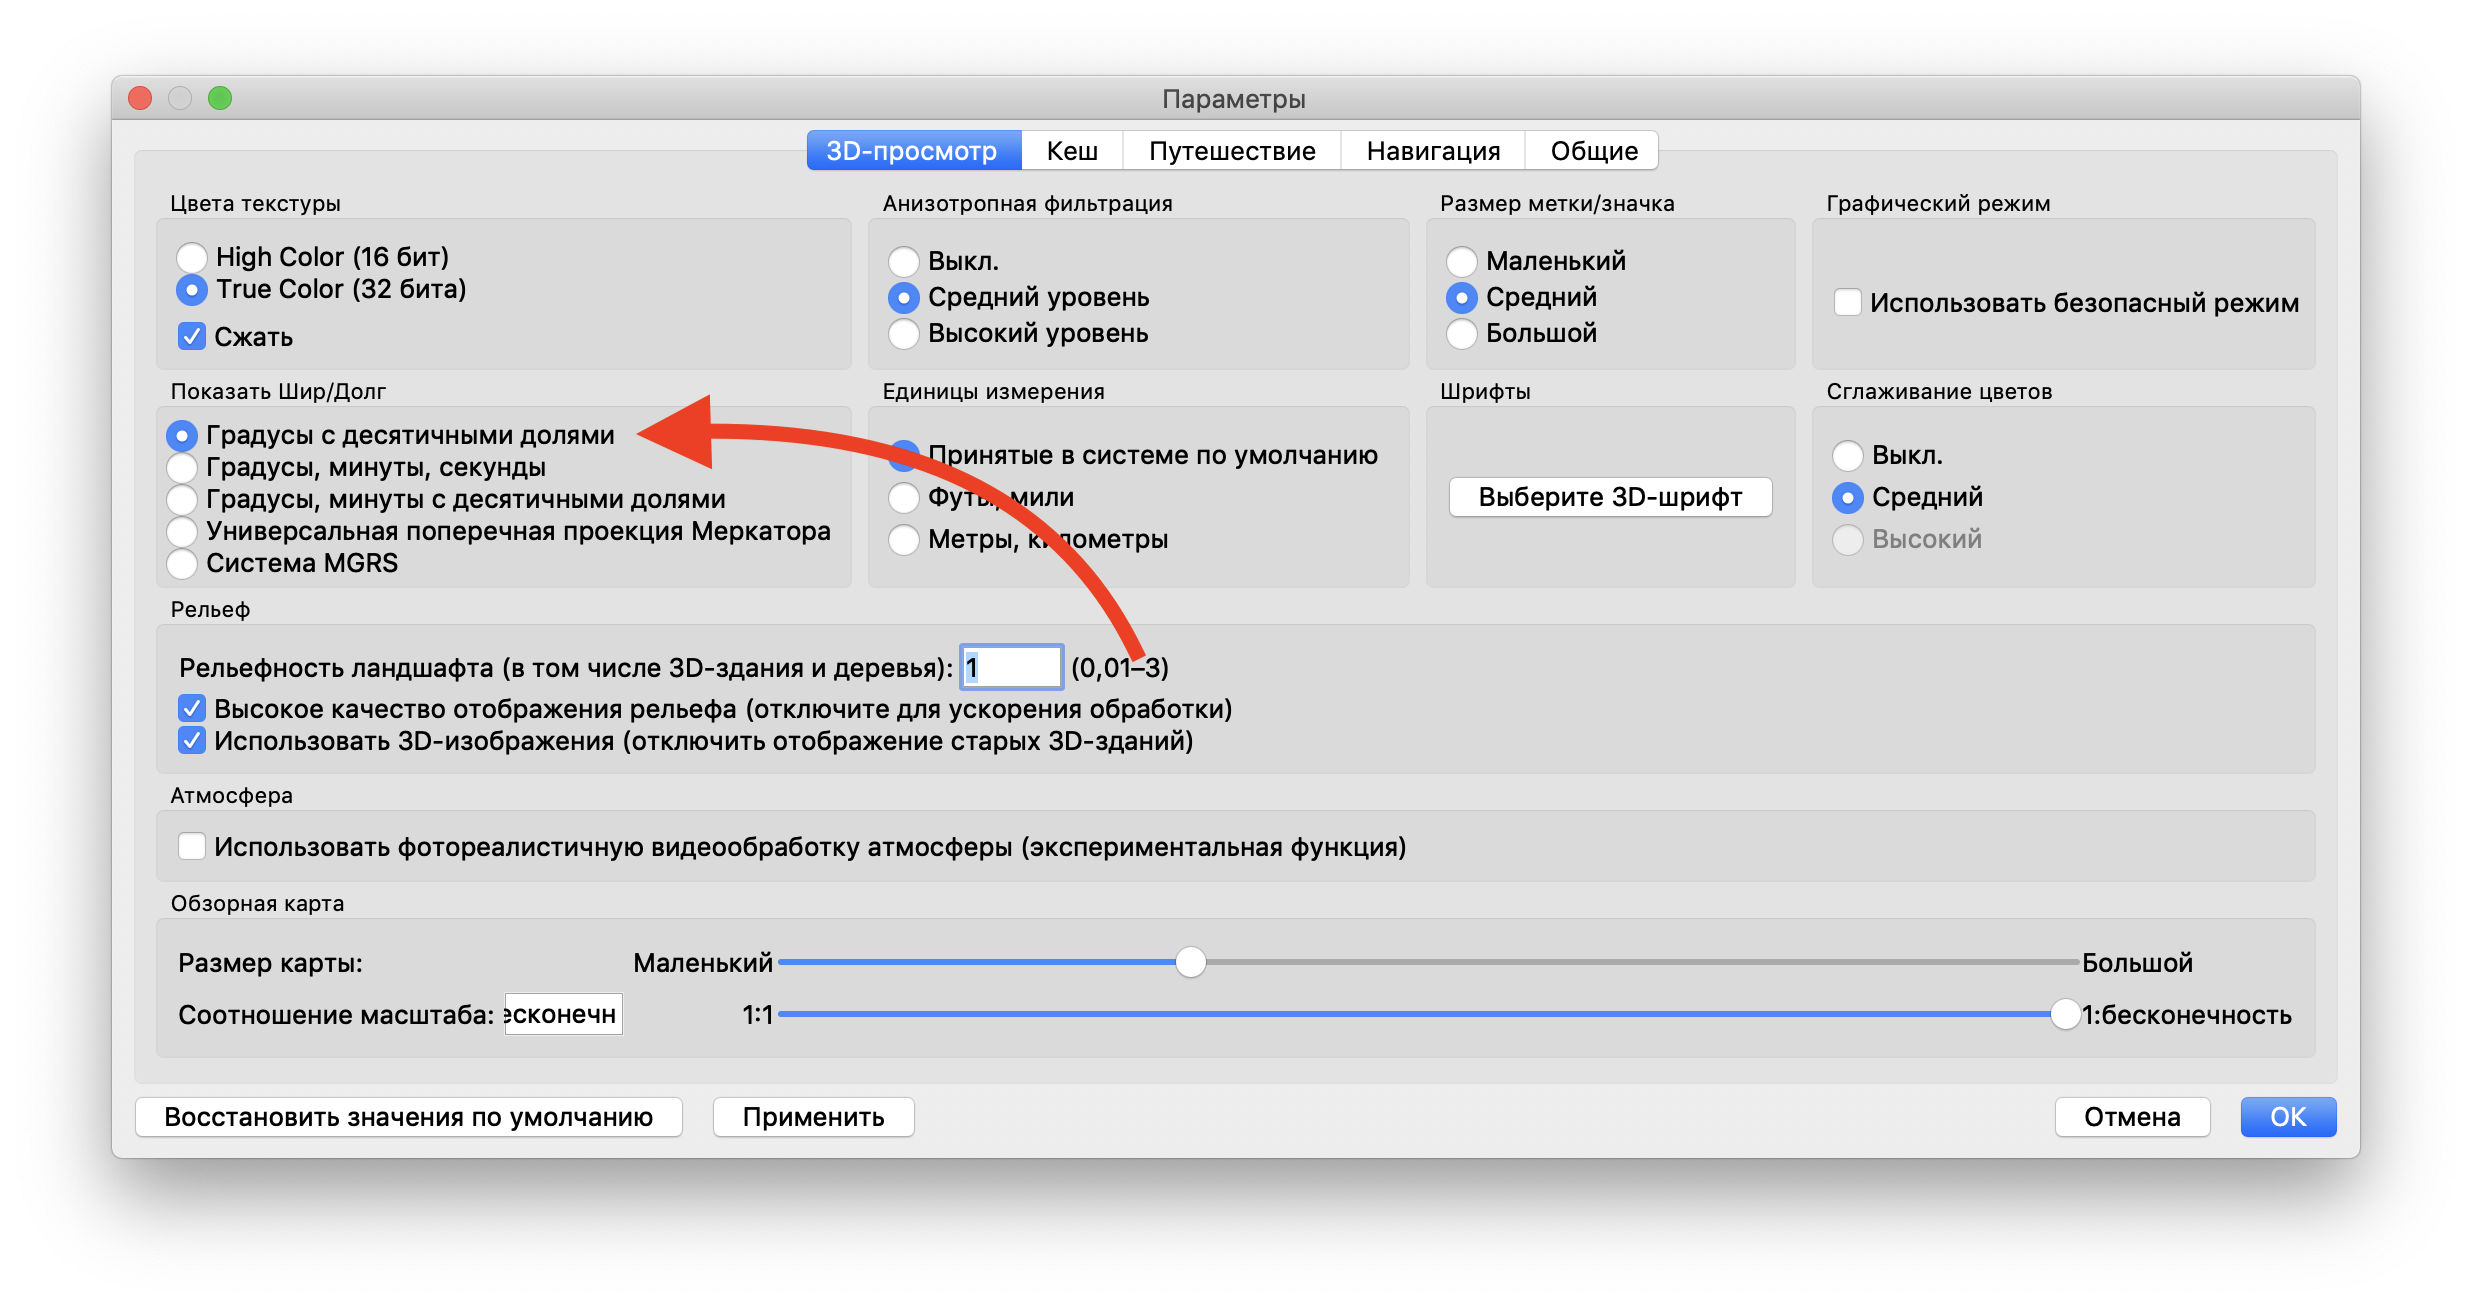 Параметры
3D-просмотр Кеш Путешествие Навигация Общие
Цвета текстуры
High Color (16 бит)
True Color (32 бита)
Сжать
Анизотропная фильтрация
Выкл.
Средний уровень
Высокий уровень
Размер метки/значка
Маленький
Средний
Большой
Графический режим
Использовать безопасный режим
Показать Шир/Долг
Градусы с десятичными долями
Градусы, минуты, секунды
Градусы, минуты с десятичными долями
Универсальная поперечная проекция Меркатора
Система MGRS
Единицы измерения
Принятые в системе по умолчанию
Футы, мили
Метры, километры
Шрифты
Выберите 3D-шрифт
Сглаживание цветов
Выкл.
Средний
Высокий
Рельеф
Рельефность ландшафта (в том числе 3D-здания и деревья): 1 (0,01–3)
Высокое качество отображения рельефа (отключите для ускорения обработки)
Использовать 3D-изображения (отключить отображение старых 3D-зданий)
Атмосфера
Использовать фотореалистичную видеообработку атмосферы (экспериментальная функция)
Обзорная карта
Размер карты: Маленький Большой
Соотношение масштаба: есконечн 1:1 1:бесконечность
Восстановить значения по умолчанию Применить Отмена OK